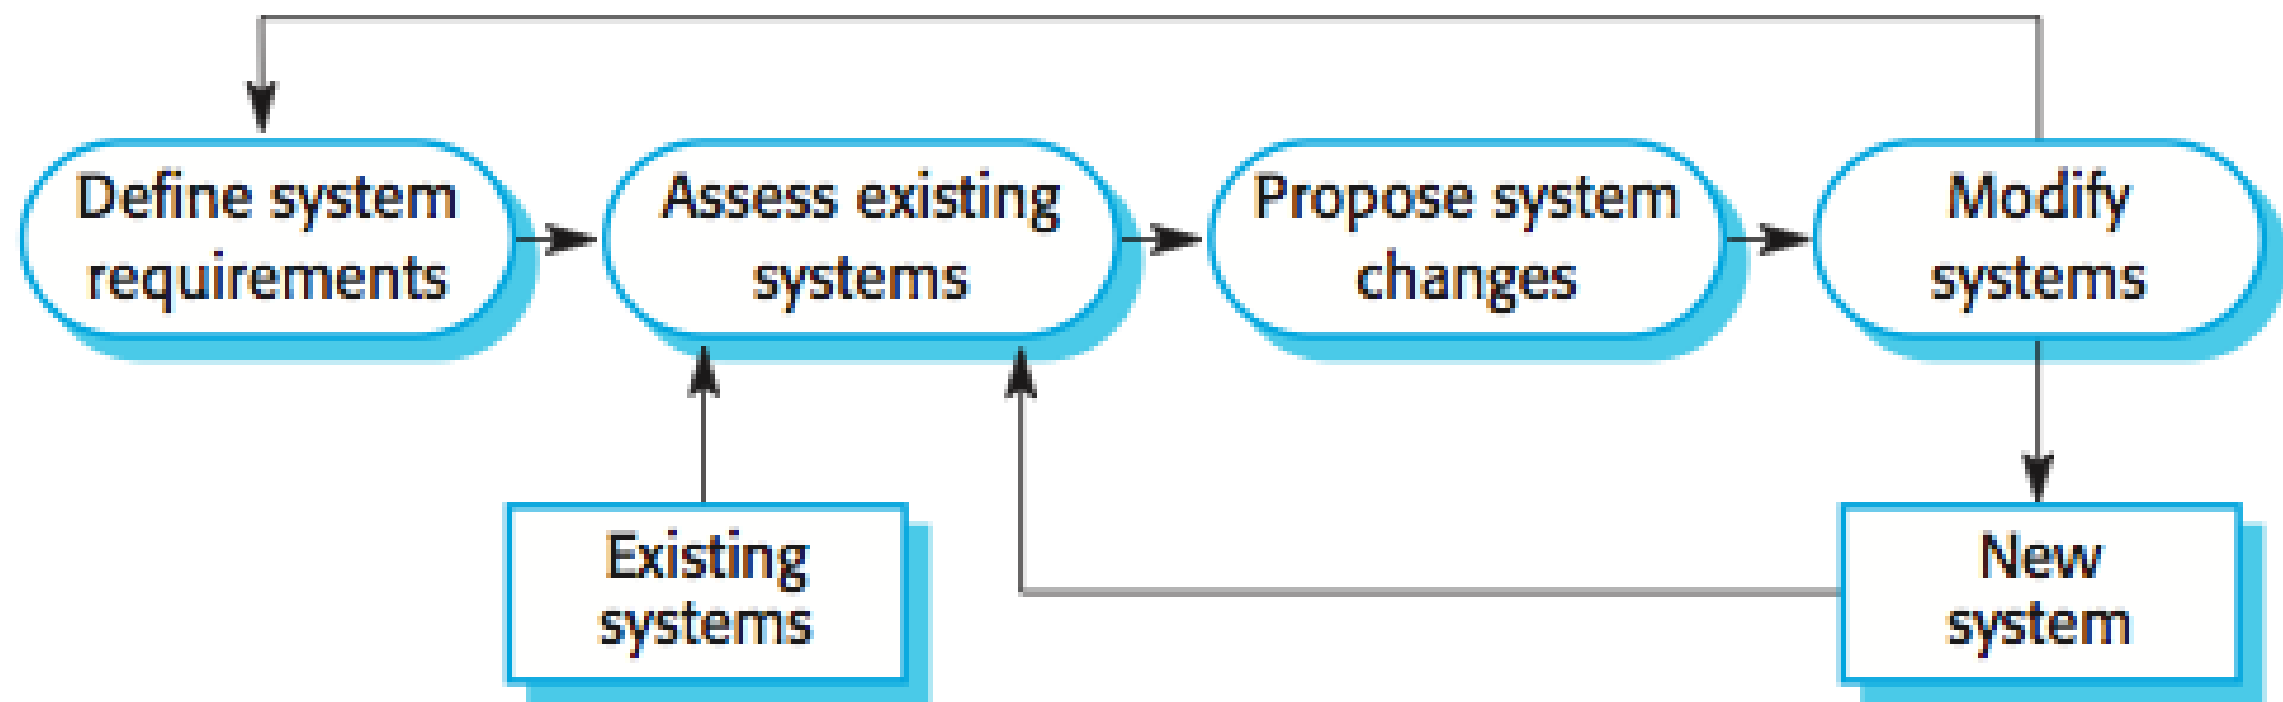 Define system
requirements
Assess existing
systems
Propose system
changes
Modify
systems
Existing
systems
New
system